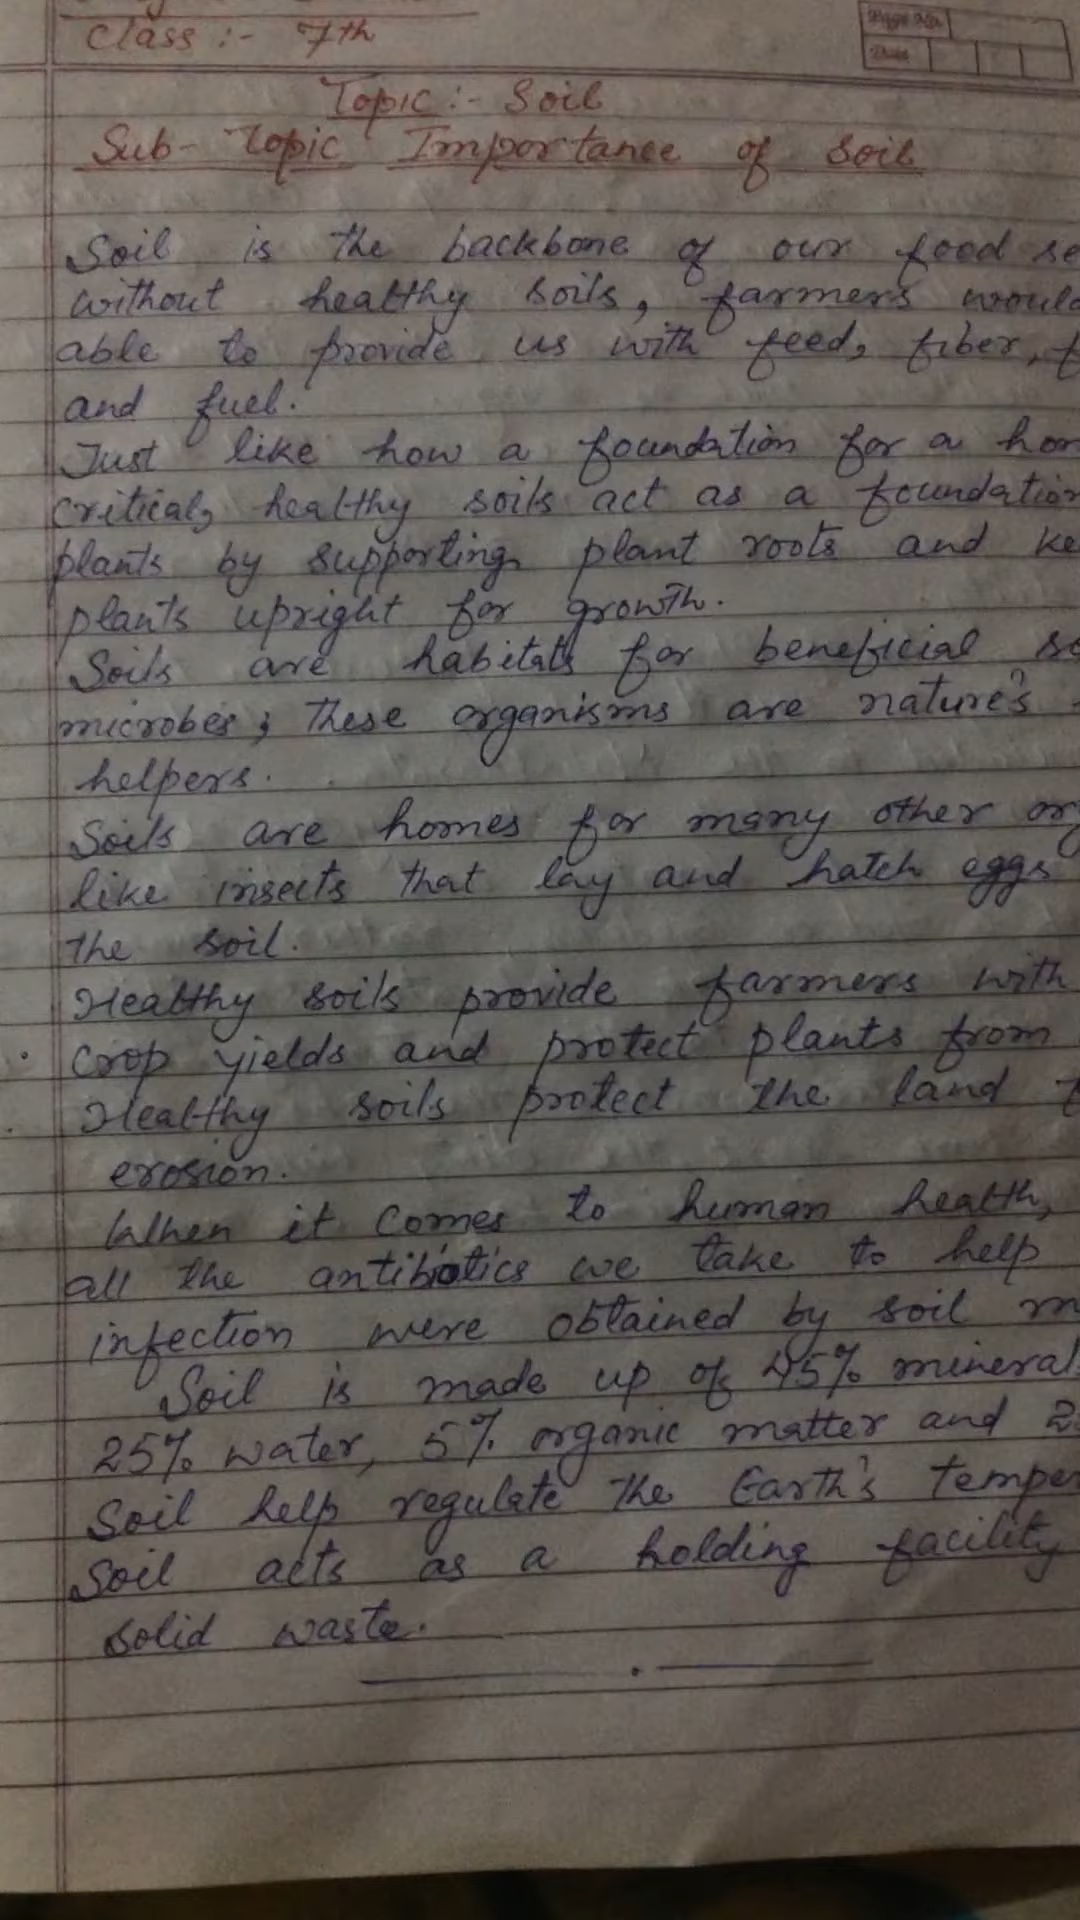 Class :- 7th
Date
Topic :- Soil
Sub- Topic Importance of Soil
Soil is the backbone of our food
without healthy soils, farmers would
able to provide us with feed, fiber,
and fuel.
Just like how a foundation for a
critical, healthy soils act as a foundation
plants by supporting plant roots and
plants upright for growth.
Soils are habitats for beneficial
microbes; these organisms are nature's
helpers.
Soils are homes for many other
like insects that lay and hatch eggs
the soil.
Healthy soils provide farmers with
crop yields and protect plants from
Healthy soils protect the land
erosion.
When it comes to human health,
all the antibiotics we take to help
infection were obtained by soil
Soil is made up of 45% mineral
25% water, 5% organic matter and
Soil help regulate the Earth's
Soil acts as a holding facility
solid waste.